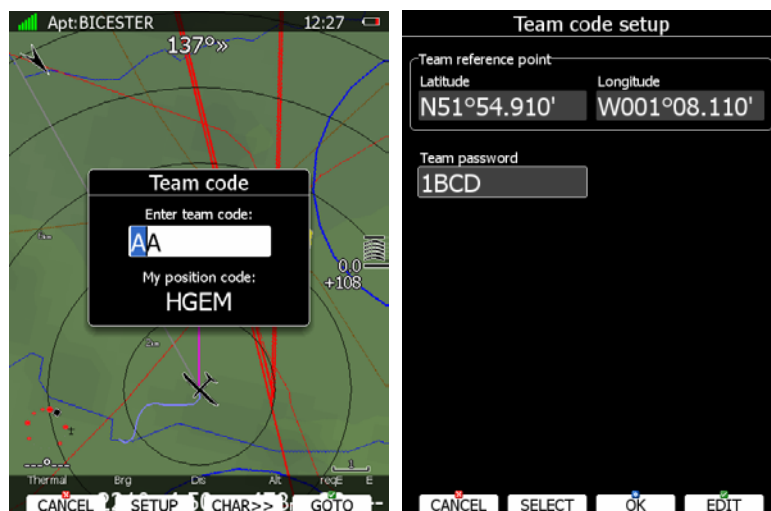 Apt:BICESTER 12:27
137°»
Team code
Enter team code:
AA
My position code:
HGEM
0.0
+108
1
Thermal Brg Dis Alt reqE E
CANCEL SETUP CHAR>> GOTO
Team code setup
Team reference point
Latitude Longitude
N51°54.910' W001°08.110'
Team password
1BCD
CANCEL SELECT OK EDIT